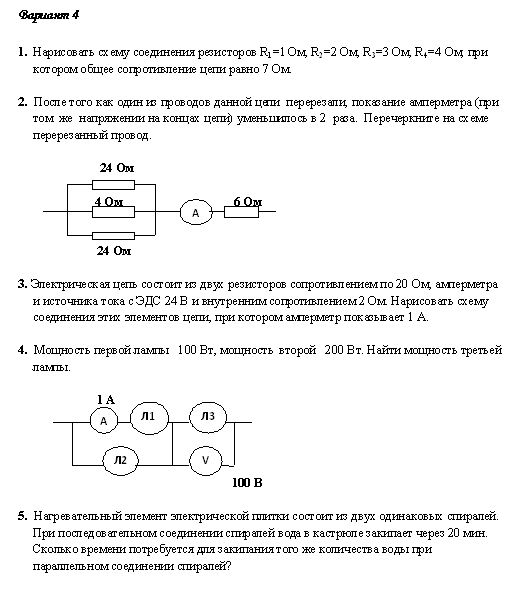 Вариант 4
1. Нарисовать схему соединения резисторов R₁=1 Ом, R₂=2 Ом, R₃=3 Ом, R₄=4 Ом, при
котором общее сопротивление цепи равно 7 Ом.
2. После того как один из проводов данной цепи перерезали, показание амперметра (при
том же напряжении на концах цепи) уменьшилось в 2 раза. Перечеркните на схеме
перерезанный провод.
24 Ом
4 Ом 6 Ом
А
24 Ом
3. Электрическая цепь состоит из двух резисторов сопротивлением по 20 Ом, амперметра
и источника тока с ЭДС 24 В и внутренним сопротивлением 2 Ом. Нарисовать схему
соединения этих элементов цепи, при котором амперметр показывает 1 А.
4. Мощность первой лампы 100 Вт, мощность второй 200 Вт. Найти мощность третьей
лампы.
1 А
А Л1 Л3
Л2 V
100 В
5. Нагревательный элемент электрической плитки состоит из двух одинаковых спиралей.
При последовательном соединении спиралей вода в кастрюле закипает через 20 мин.
Сколько времени потребуется для закипания того же количества воды при
параллельном соединении спиралей?